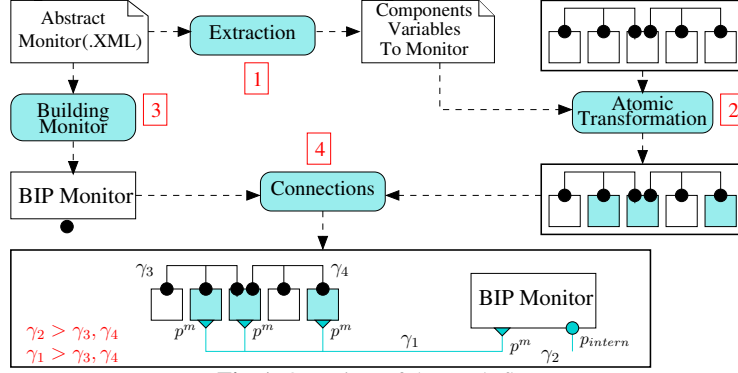 Abstract
Monitor(.XML)
Extraction
1
Components
Variables
To Monitor
Building
Monitor
3
Atomic
Transformation
2
4
BIP Monitor
Connections
γ3
γ4
BIP Monitor
γ2 > γ3, γ4
γ1 > γ3, γ4
p^m
p^m
p^m
γ1
p^m
γ2
p_intern